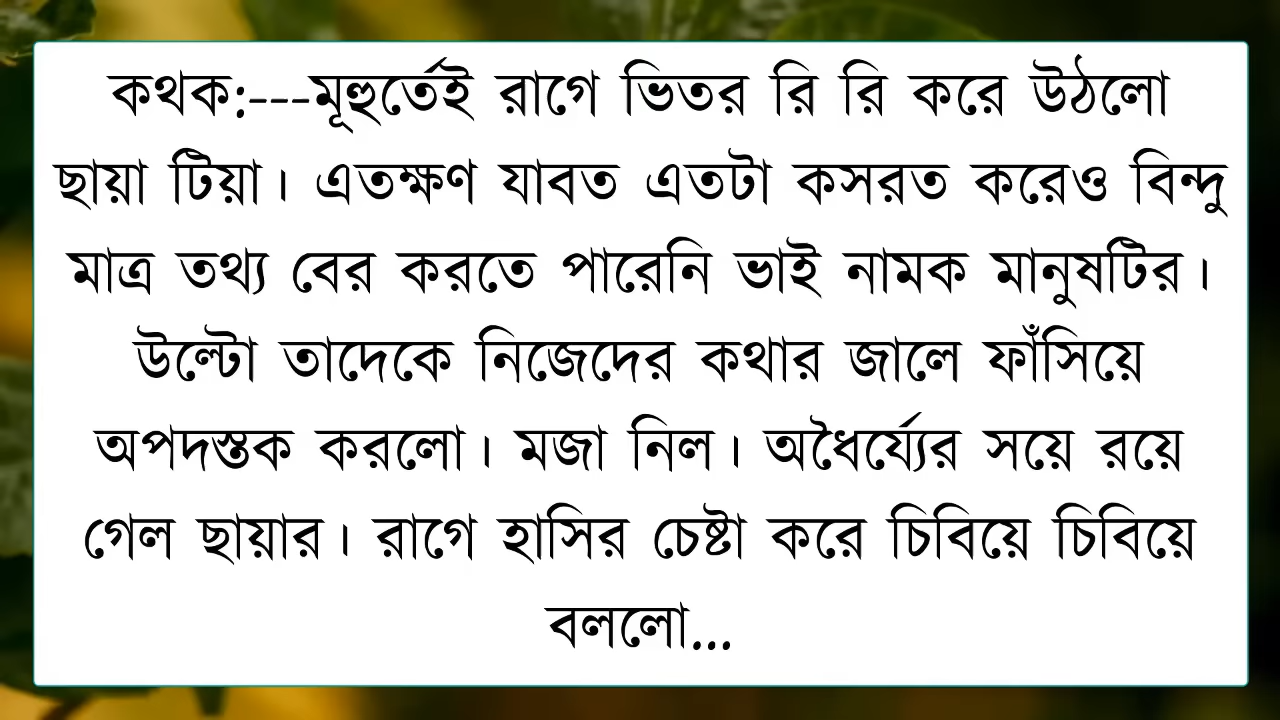 কথক:---মূহুর্তেই রাগে ভিতর রি রি করে উঠলো
ছায়া টিয়া। এতক্ষণ যাবত এতটা কসরত করেও বিন্দু
মাত্র তথ্য বের করতে পারেনি ভাই নামক মানুষটির।
উল্টো তাদেকে নিজেদের কথার জালে ফাঁসিয়ে
অপদস্তক করলো। মজা নিল। অধৈর্য্যের সয়ে রয়ে
গেল ছায়ার। রাগে হাসির চেষ্টা করে চিবিয়ে চিবিয়ে
বললো...